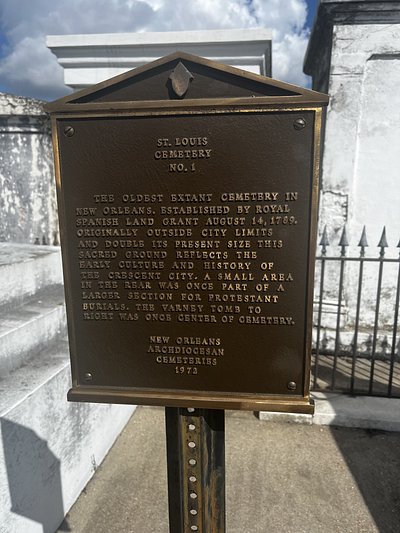 ST. LOUIS
CEMETERY
NO. 1
THE OLDEST EXTANT CEMETERY IN
NEW ORLEANS. ESTABLISHED BY ROYAL
SPANISH LAND GRANT AUGUST 14, 1789.
ORIGINALLY OUTSIDE CITY LIMITS
AND DOUBLE ITS PRESENT SIZE THIS
SACRED GROUND REFLECTS THE
EARLY CULTURE AND HISTORY OF
THE CRESCENT CITY. A SMALL AREA
IN THE REAR WAS ONCE PART OF A
LARGER SECTION FOR PROTESTANT
BURIALS. THE VARNEY TOMB TO
RIGHT WAS ONCE CENTER OF CEMETERY.
NEW ORLEANS
ARCHDIOCESAN
CEMETERIES
1972